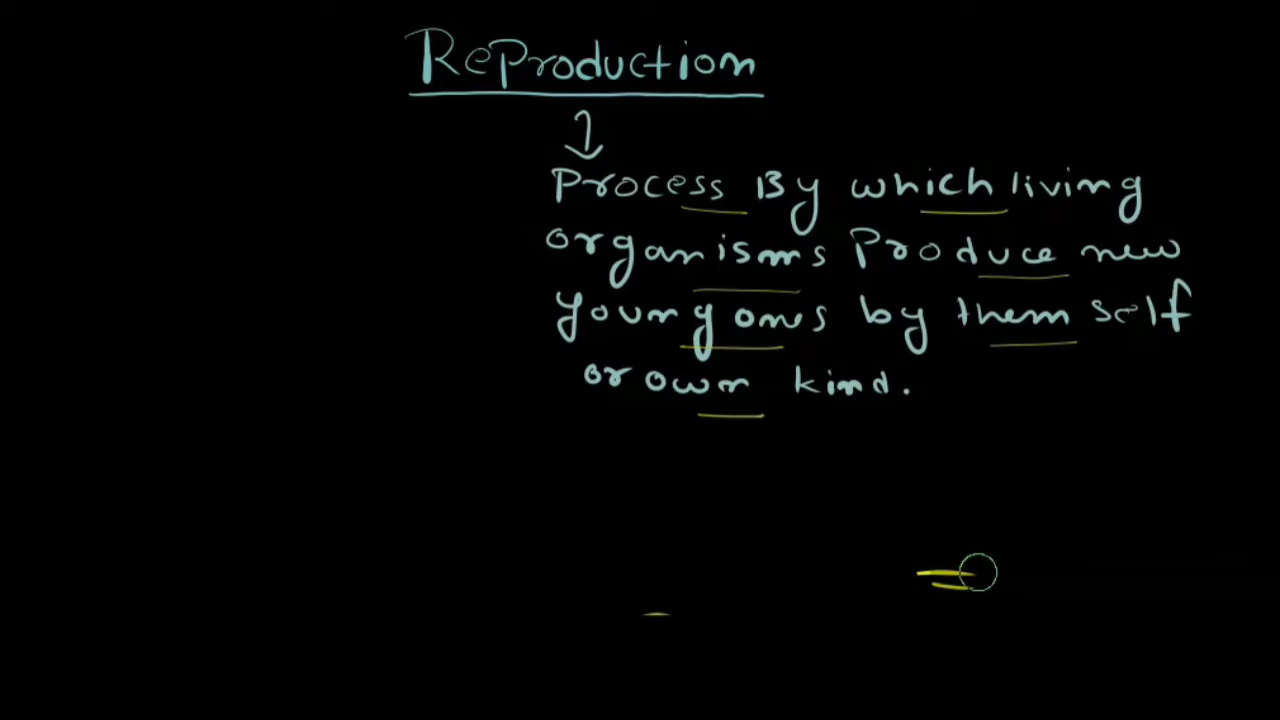 Reproduction
Process By which living
organisms Produce new
young ones by them self
or own kind.